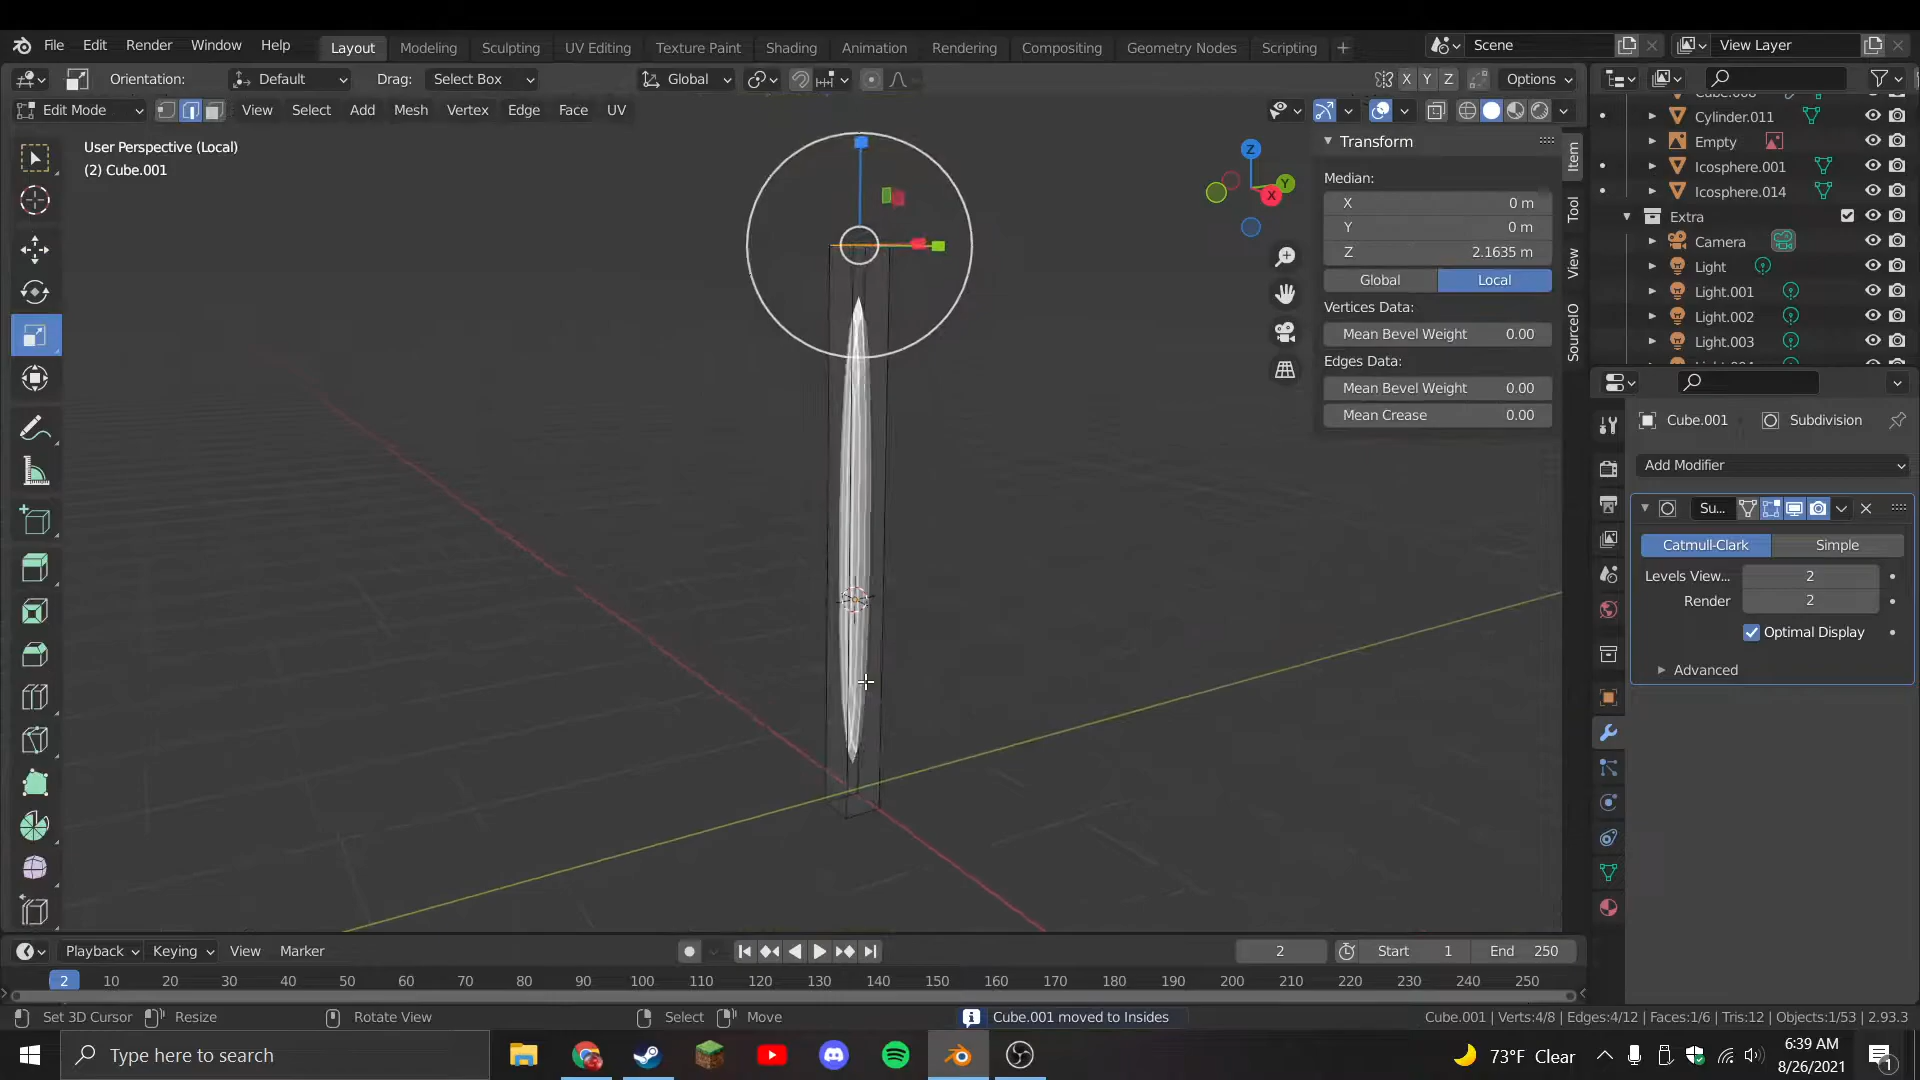 File Edit Render Window Help Layout Modeling Sculpting UV Editing Texture Paint Shading Animation Rendering Compositing Geometry Nodes Scripting Scene View Layer
Orientation: Default Drag: Select Box Global X Y Z Options
Edit Mode View Select Add Mesh Vertex Edge Face UV
User Perspective (Local)
(2) Cube.001
Z
Y
X
Transform
Median:
X 0 m
Y 0 m
Z 2.1635 m
Global Local
Vertices Data:
Mean Bevel Weight 0.00
Edges Data:
Mean Bevel Weight 0.00
Mean Crease 0.00
Item
Tool
View
SourceIO
Cylinder.011
Empty
Icosphere.001
Icosphere.014
Extra
Camera
Light
Light.001
Light.002
Light.003
Cube.001 Subdivision
Add Modifier
Su...
Catmull-Clark Simple
Levels View... 2
Render 2
Optimal Display
Advanced
Playback Keying View Marker 2 Start 1 End 250
2 10 20 30 40 50 60 70 80 90 100 110 120 130 140 150 160 170 180 190 200 210 220 230 240 250
Set 3D Cursor Resize Rotate View Select Move Cube.001 moved to Insides Cube.001 | Verts:4/8 | Edges:4/12 | Faces:1/6 | Tris:12 | Objects:1/53 | 2.93.3
Type here to search 73°F Clear 6:39 AM
8/26/2021
1